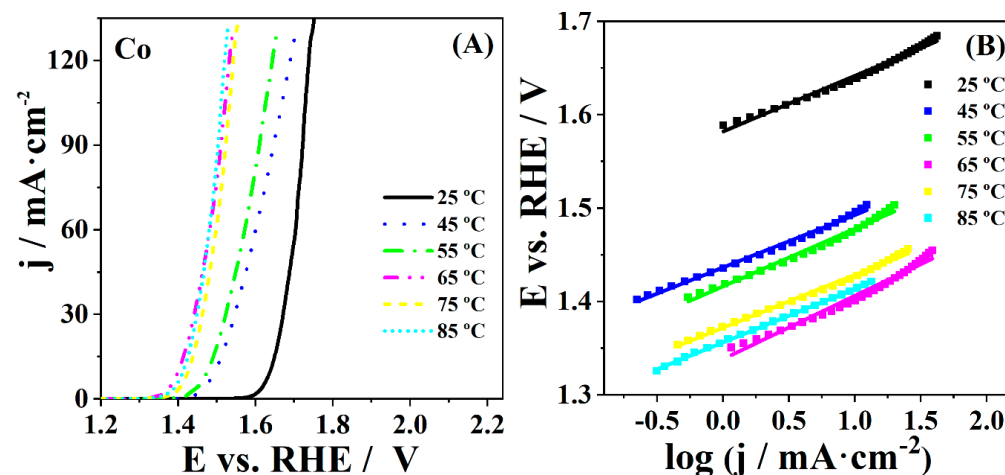 Co
(A)
120
90
60
30
0
j / mA·cm⁻²
25 ºC
45 ºC
55 ºC
65 ºC
75 ºC
85 ºC
1.2 1.4 1.6 1.8 2.0 2.2
E vs. RHE / V
(B)
1.7
1.6
1.5
1.4
1.3
E vs. RHE / V
25 ºC
45 ºC
55 ºC
65 ºC
75 ºC
85 ºC
-0.5 0.0 0.5 1.0 1.5 2.0
log (j / mA·cm⁻²)